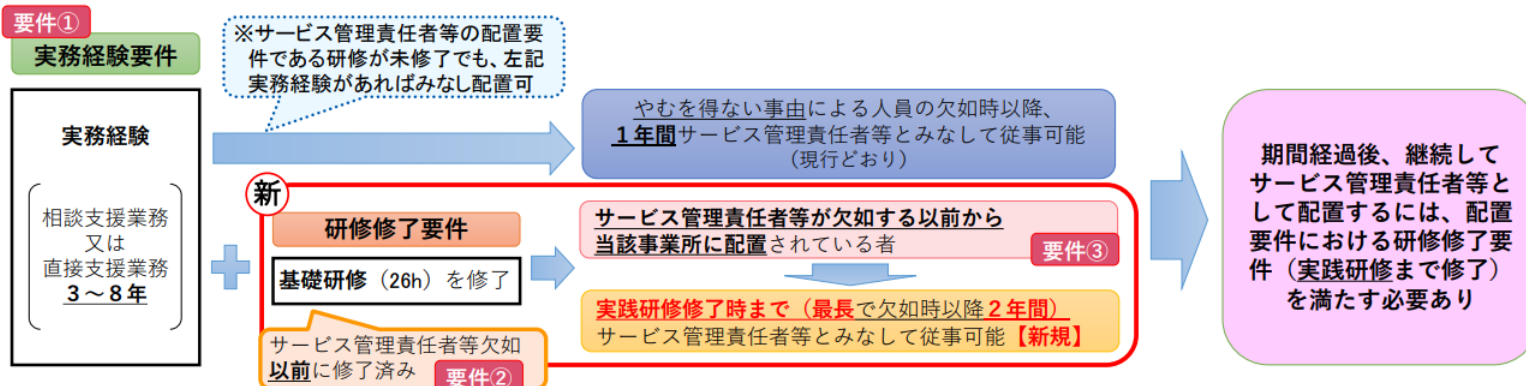 要件①
実務経験要件
実務経験
相談支援業務
又は
直接支援業務
３～８年
※サービス管理責任者等の配置要
件である研修が未修了でも、左記
実務経験があればみなし配置可
やむを得ない事由による人員の欠如時以降、
１年間サービス管理責任者等とみなして従事可能
（現行どおり）
新
研修修了要件
基礎研修（26h）を修了
サービス管理責任者等欠如
以前に修了済み
要件②
サービス管理責任者等が欠如する以前から
当該事業所に配置されている者
要件③
実践研修修了時まで（最長で欠如時以降２年間）
サービス管理責任者等とみなして従事可能【新規】
期間経過後、継続して
サービス管理責任者等と
して配置するには、配置
要件における研修修了要
件（実践研修まで修了）
を満たす必要あり